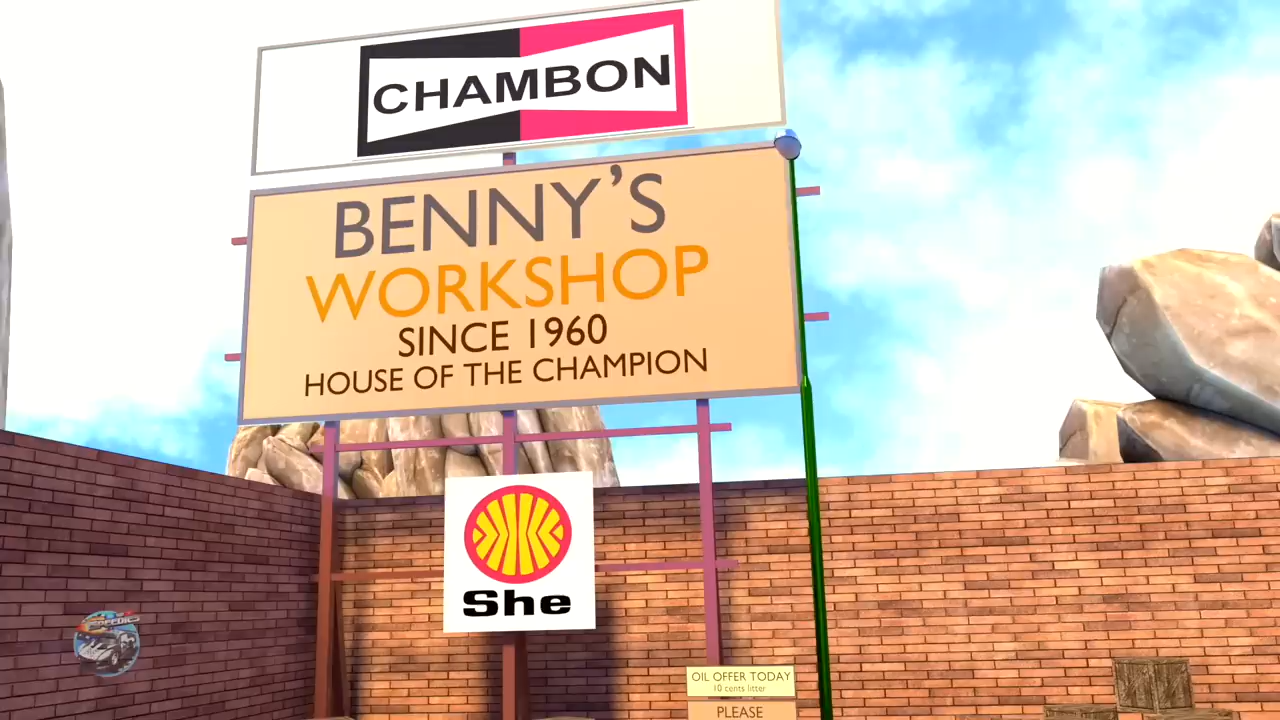 CHAMBON
BENNY'S
WORKSHOP
SINCE 1960
HOUSE OF THE CHAMPION
She
OIL OFFER TODAY
10 cents litter
PLEASE